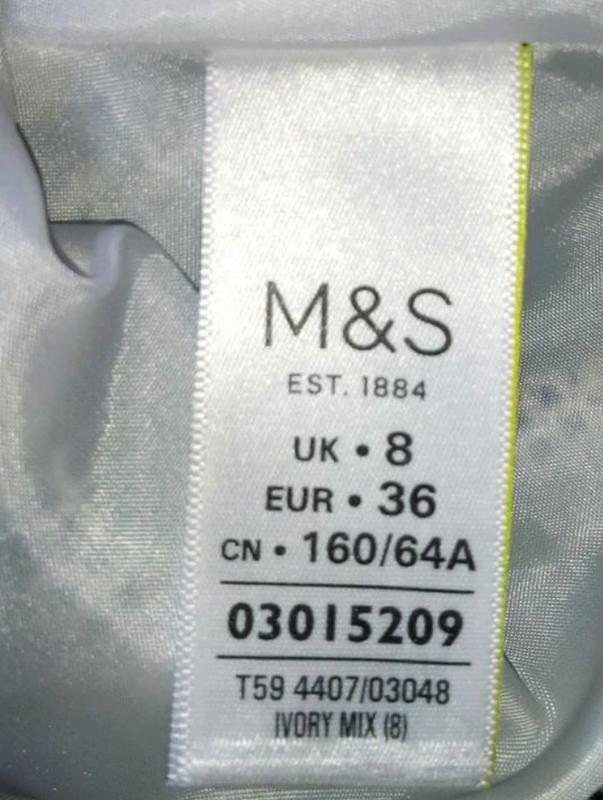 M&S
EST. 1884
UK • 8
EUR • 36
CN • 160/64A
03015209
T59 4407/03048
IVORY MIX (8)